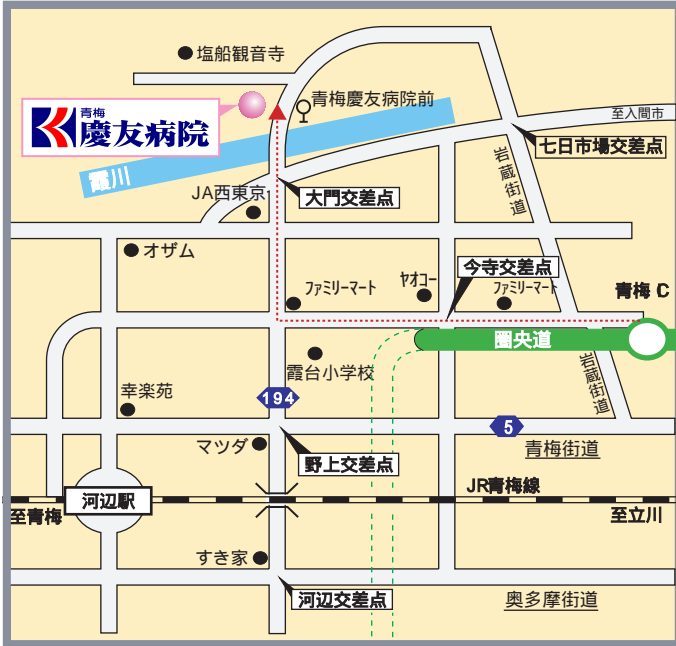 塩船観音寺
青梅
慶友病院
青梅慶友病院前
至入間市
七日市場交差点
霞川
岩蔵街道
JA西東京
大門交差点
オザム
今寺交差点
ファミリーマート
ヤオコー
ファミリーマート
青梅 C
圏央道
霞台小学校
岩蔵街道
幸楽苑
194
5
マツダ
野上交差点
青梅街道
河辺駅
JR青梅線
至青梅
至立川
すき家
河辺交差点
奥多摩街道